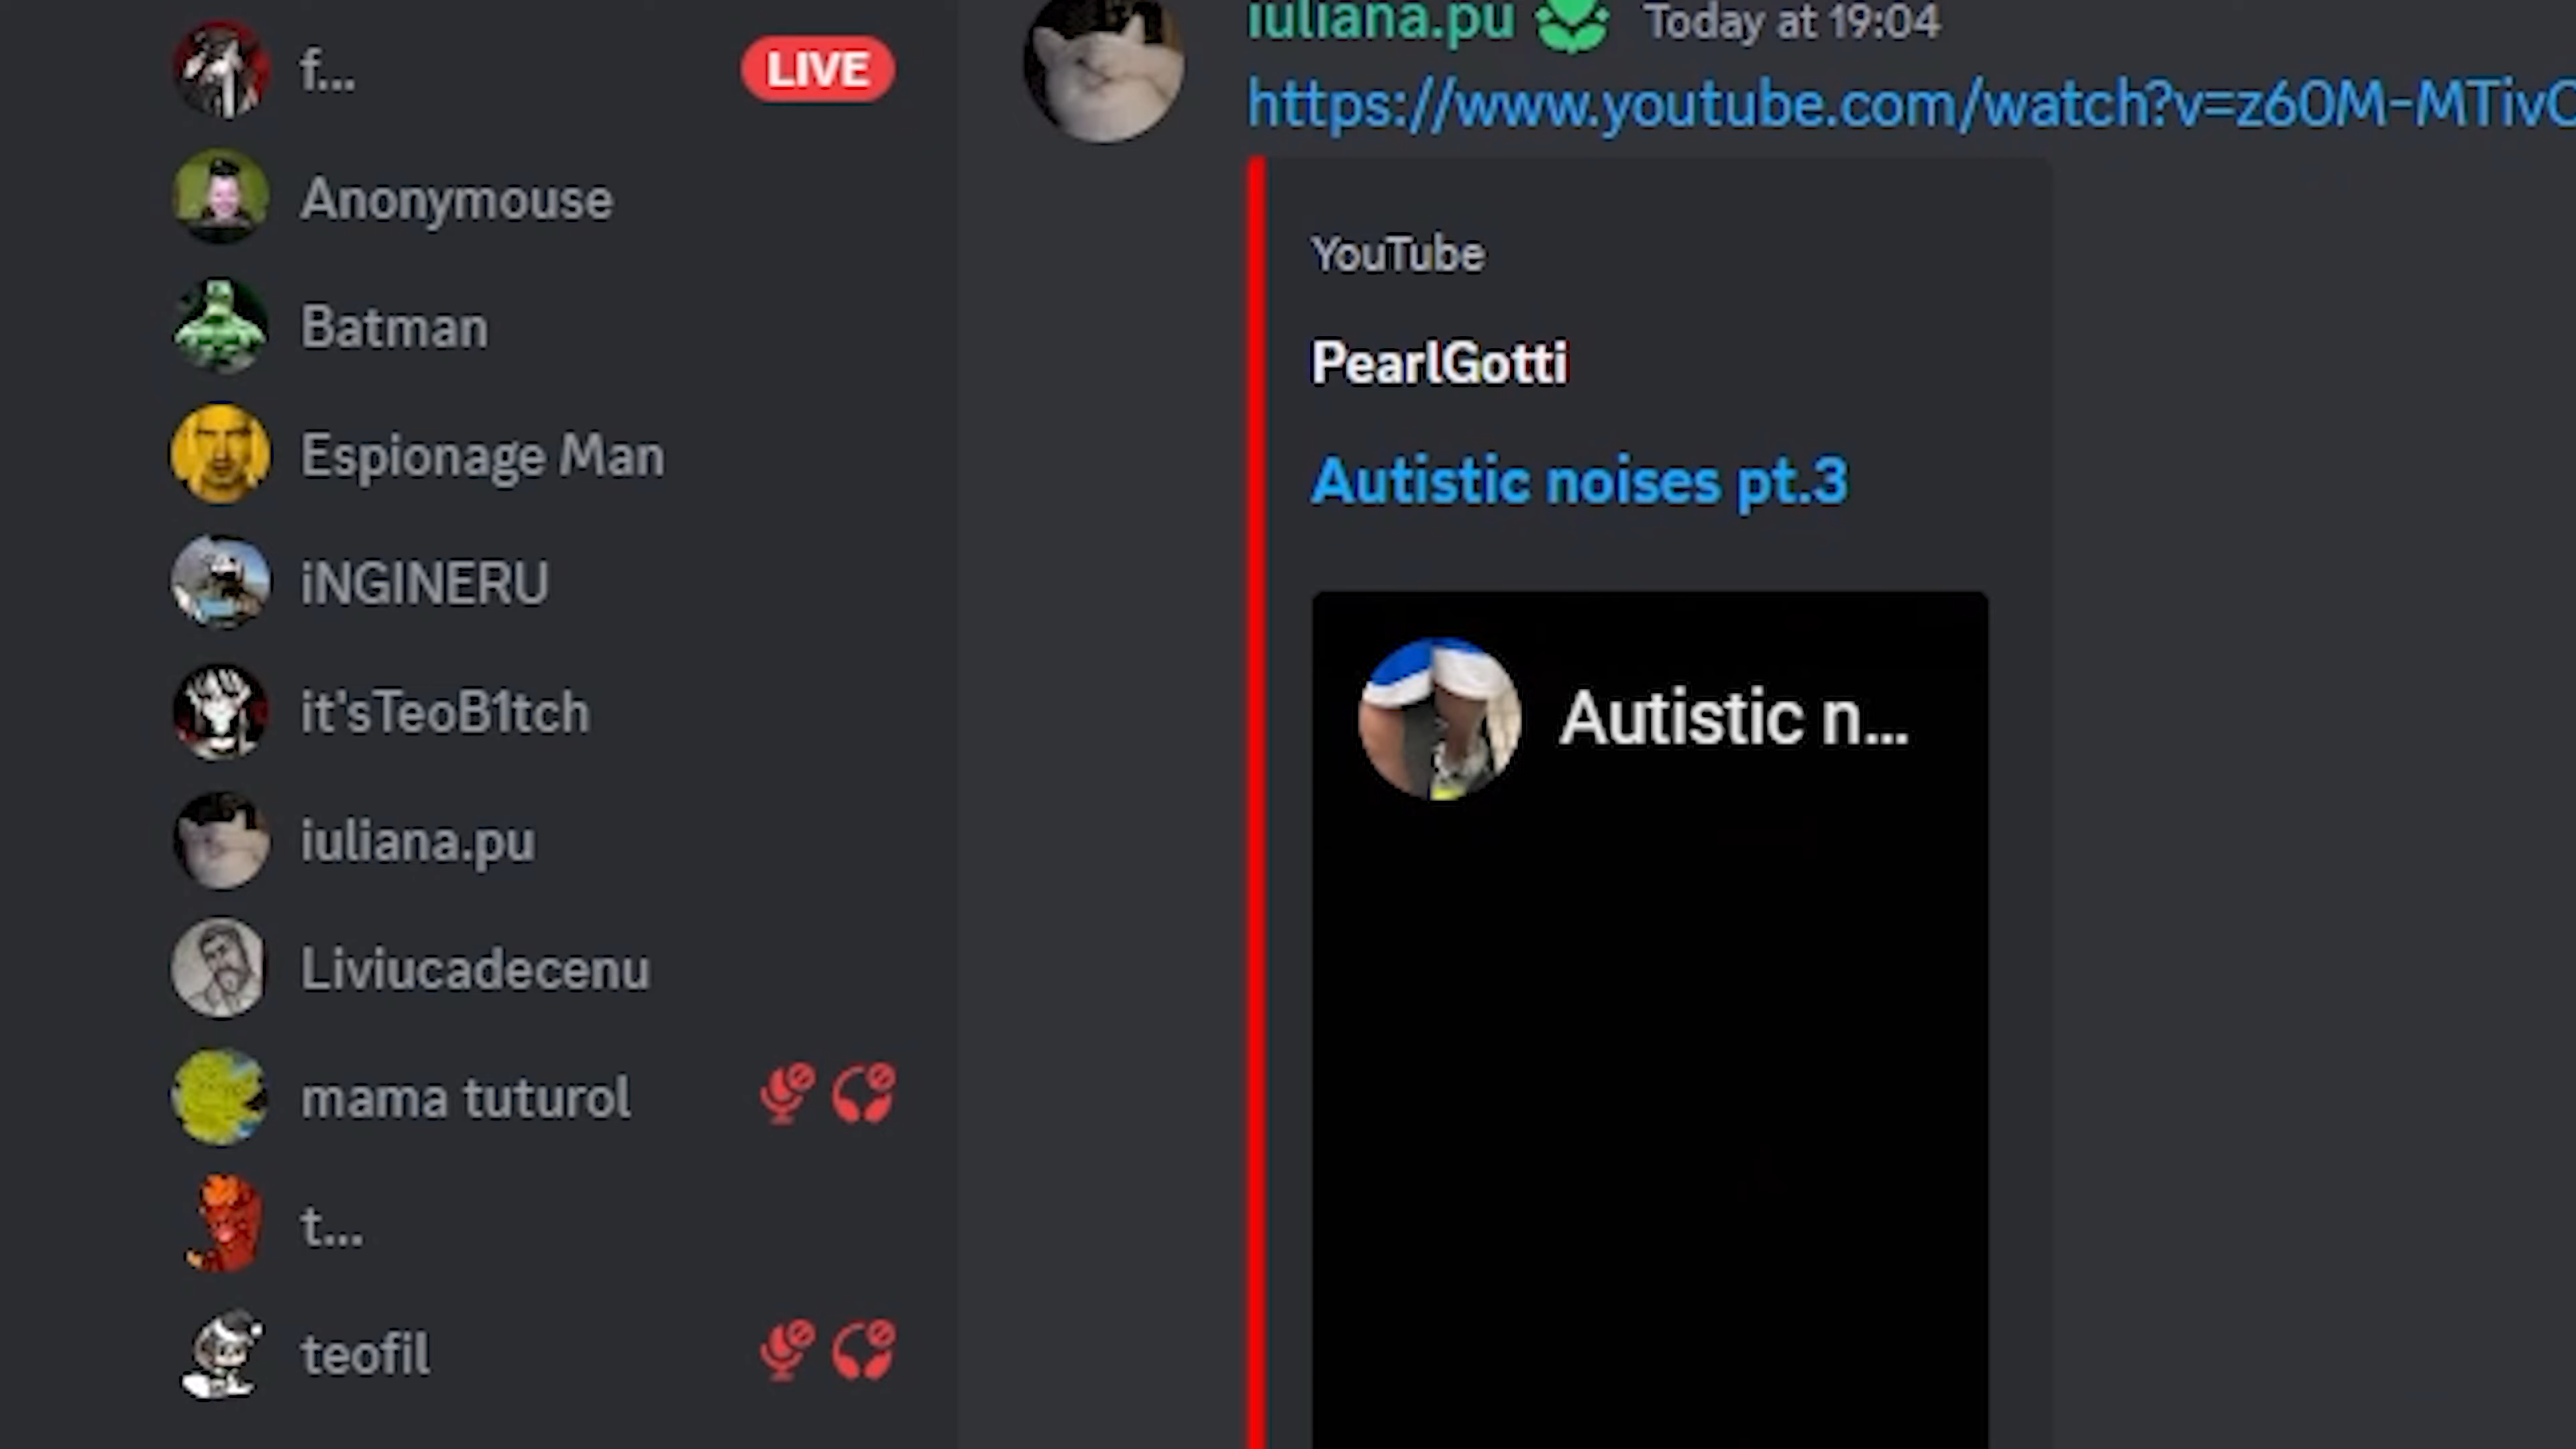 f...
LIVE
Anonymouse
Batman
Espionage Man
iNGINERU
it'sTeoB1tch
iuliana.pu
Liviucadecenu
mama tuturol
t...
teofil
iuliana.pu Today at 19:04
https://www.youtube.com/watch?v=z60M-MTivC
YouTube
PearlGotti
Autistic noises pt.3
Autistic n...